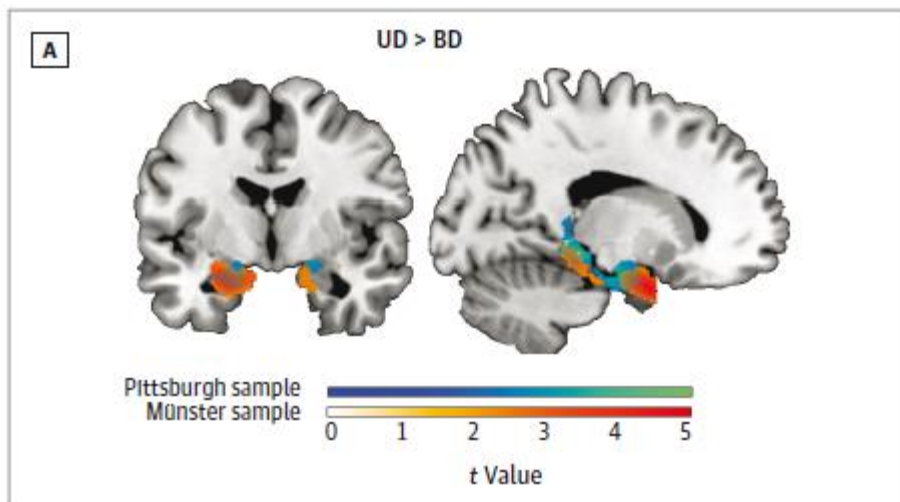 A
UD > BD
Pittsburgh sample
Münster sample
0 1 2 3 4 5
t Value